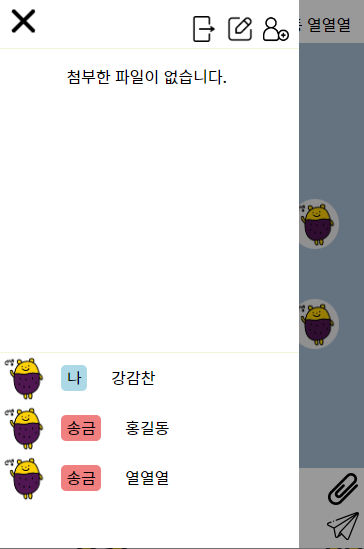 열열열
첨부한 파일이 없습니다.
나 강감찬
송금 홍길동
송금 열열열